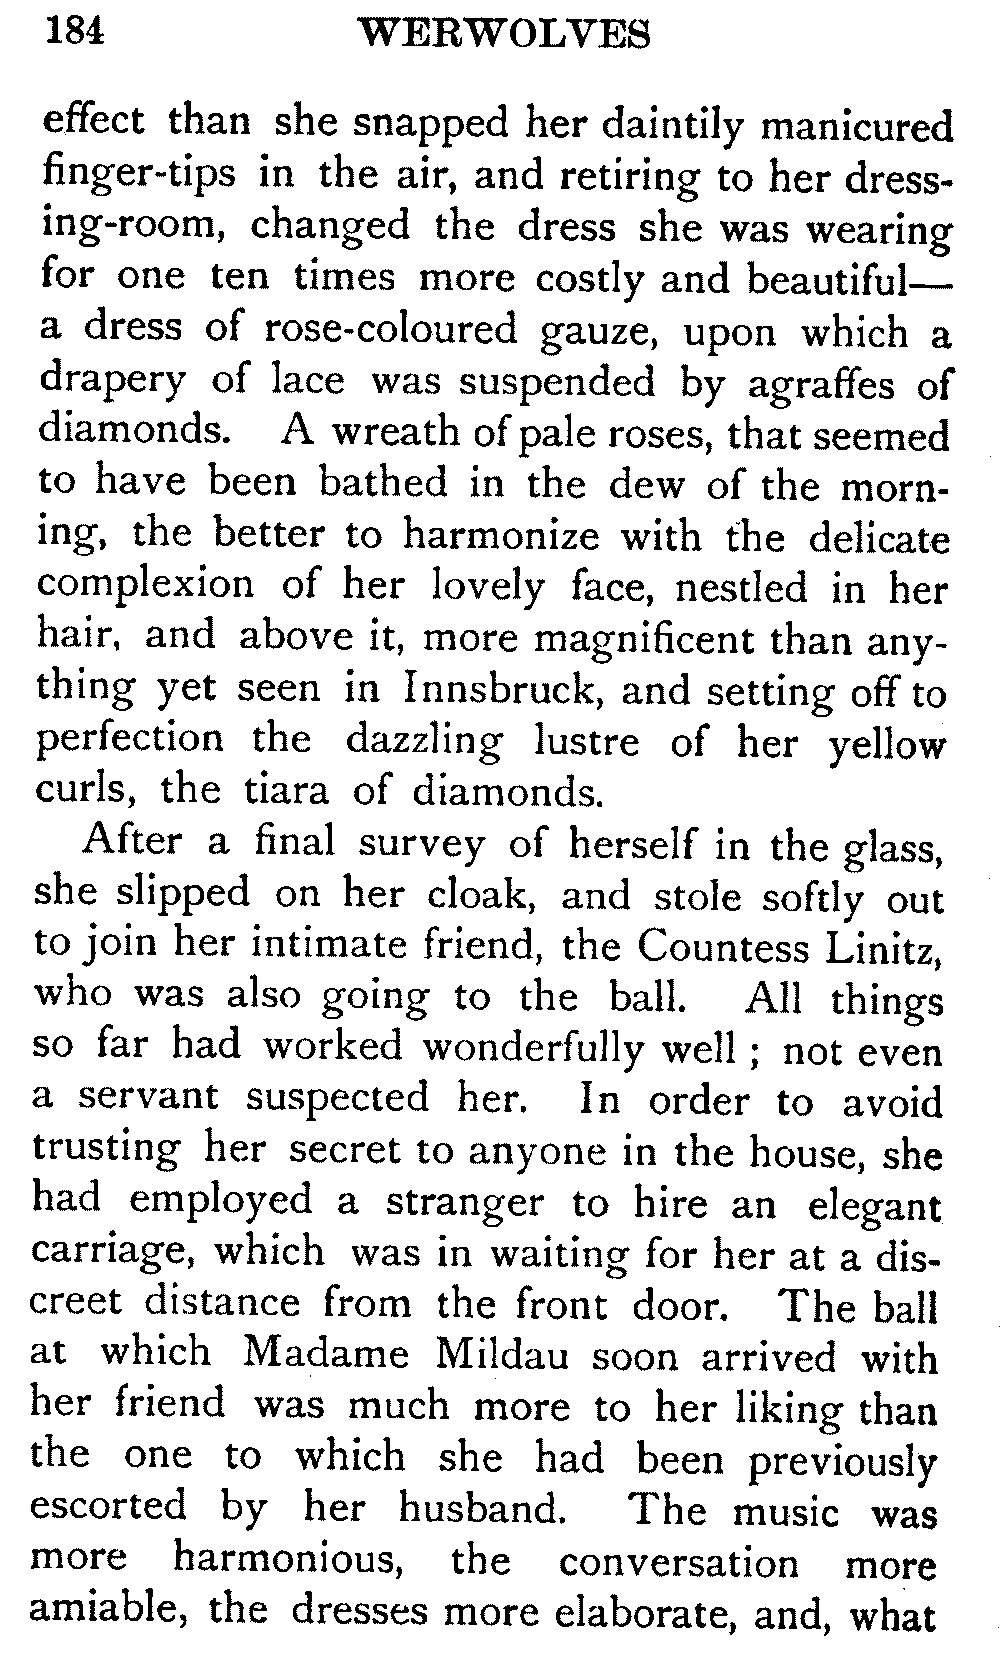 184 WERWOLVES
effect than she snapped her daintily manicured
finger-tips in the air, and retiring to her dress-
ing-room, changed the dress she was wearing
for one ten times more costly and beautiful—
a dress of rose-coloured gauze, upon which a
drapery of lace was suspended by agraffes of
diamonds. A wreath of pale roses, that seemed
to have been bathed in the dew of the morn-
ing, the better to harmonize with the delicate
complexion of her lovely face, nestled in her
hair, and above it, more magnificent than any-
thing yet seen in Innsbruck, and setting off to
perfection the dazzling lustre of her yellow
curls, the tiara of diamonds.
After a final survey of herself in the glass,
she slipped on her cloak, and stole softly out
to join her intimate friend, the Countess Linitz,
who was also going to the ball. All things
so far had worked wonderfully well ; not even
a servant suspected her. In order to avoid
trusting her secret to anyone in the house, she
had employed a stranger to hire an elegant
carriage, which was in waiting for her at a dis-
creet distance from the front door. The ball
at which Madame Mildau soon arrived with
her friend was much more to her liking than
the one to which she had been previously
escorted by her husband. The music was
more harmonious, the conversation more
amiable, the dresses more elaborate, and, what